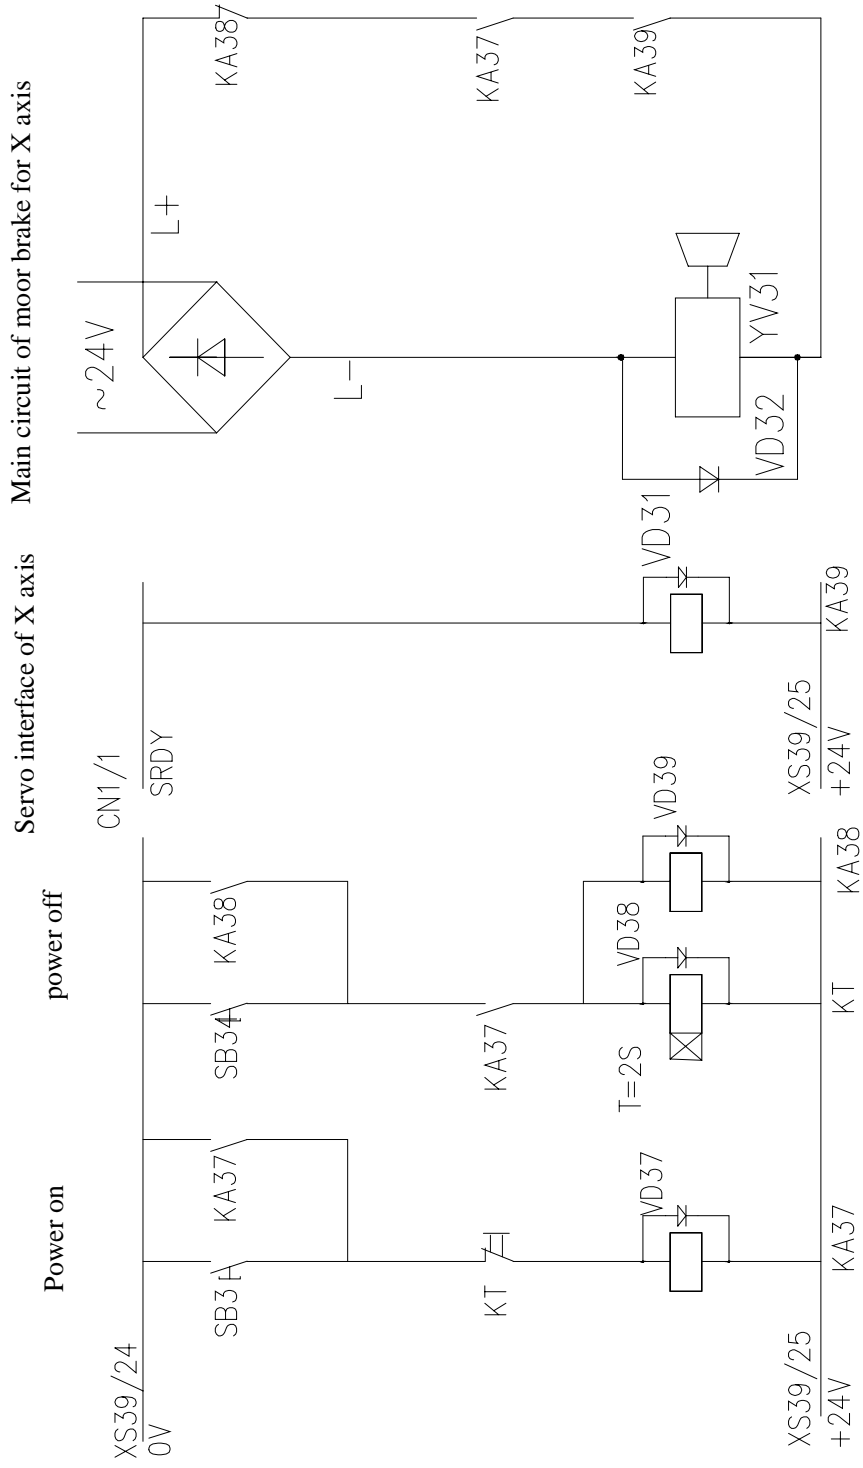 Power on
power off
Servo interface of X axis
Main circuit of moor brake for X axis
XS39/24
0V
CN1/1
SRDY
~24V
L+
SB3
KA37
SB34
KA38
KA38
KA37
KA39
L-
KT
KA37
T=2S
VD37
VD38
VD39
VD31
VD32
YV31
XS39/25
+24V
KA37
KT
KA38
XS39/25
+24V
KA39